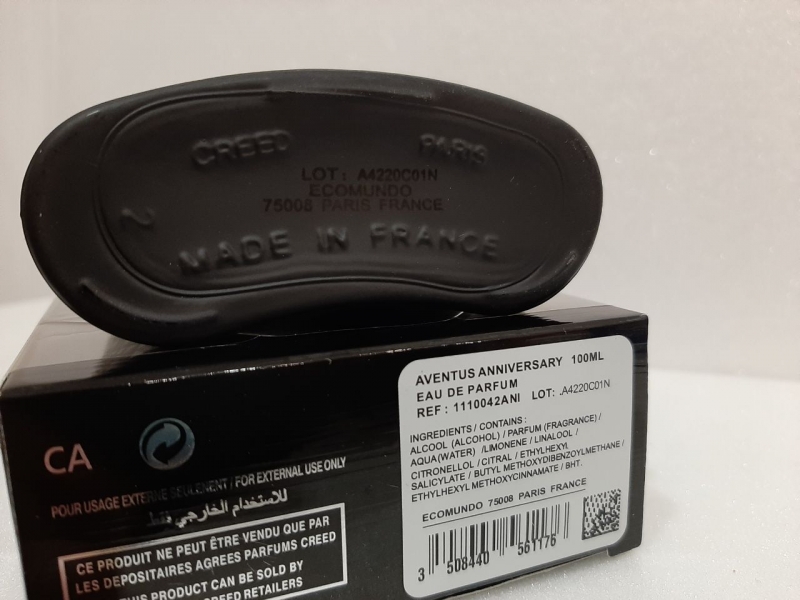 CREED PARIS
LOT: A4220C01N
ECOMUNDO
75008 PARIS FRANCE
2
MADE IN FRANCE
CA
POUR USAGE EXTERNE SEULEMENT / FOR EXTERNAL USE ONLY
للاستخدام الخارجي فقط
CE PRODUIT NE PEUT ÊTRE VENDU QUE PAR
LES DEPOSITAIRES AGREES PARFUMS CREED
THIS PRODUCT CAN BE SOLD BY
CREED RETAILERS
AVENTUS ANNIVERSARY 100ML
EAU DE PARFUM
REF : 1110042ANI LOT: .A4220C01N
INGREDIENTS / CONTAINS :
ALCOOL (ALCOHOL) / PARFUM (FRAGRANCE) /
AQUA(WATER) /LIMONENE / LINALOOL /
CITRONELLOL / CITRAL / ETHYLHEXYL
SALICYLATE / BUTYL METHOXYDIBENZOYLMETHANE /
ETHYLHEXYL METHOXYCINNAMATE / BHT.
ECOMUNDO 75008 PARIS FRANCE
3 508440 561176